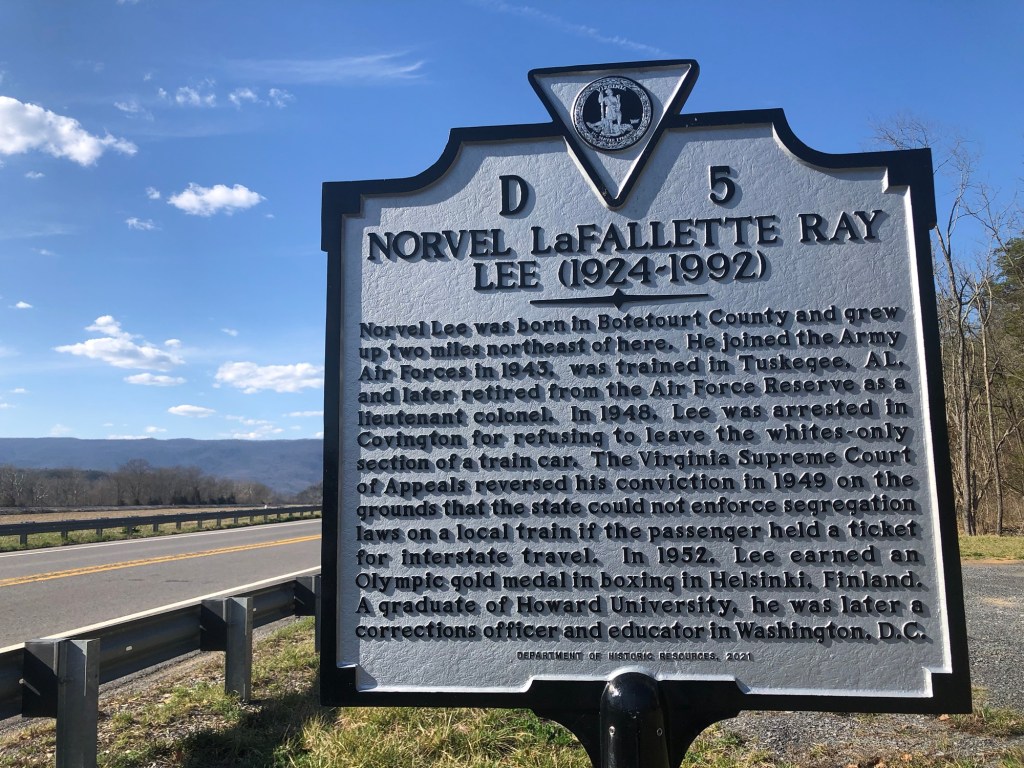 VIRGINIA
D 5
NORVEL LaFALLETTE RAY
LEE (1924-1992)
Norvel Lee was born in Botetourt County and grew
up two miles northeast of here. He joined the Army
Air Forces in 1943, was trained in Tuskegee, AL,
and later retired from the Air Force Reserve as a
lieutenant colonel. In 1948, Lee was arrested in
Covington for refusing to leave the whites-only
section of a train car. The Virginia Supreme Court
of Appeals reversed his conviction in 1949 on the
grounds that the state could not enforce segregation
laws on a local train if the passenger held a ticket
for interstate travel. In 1952, Lee earned an
Olympic gold medal in boxing in Helsinki, Finland.
A graduate of Howard University, he was later a
corrections officer and educator in Washington, D.C.
DEPARTMENT OF HISTORIC RESOURCES, 2021